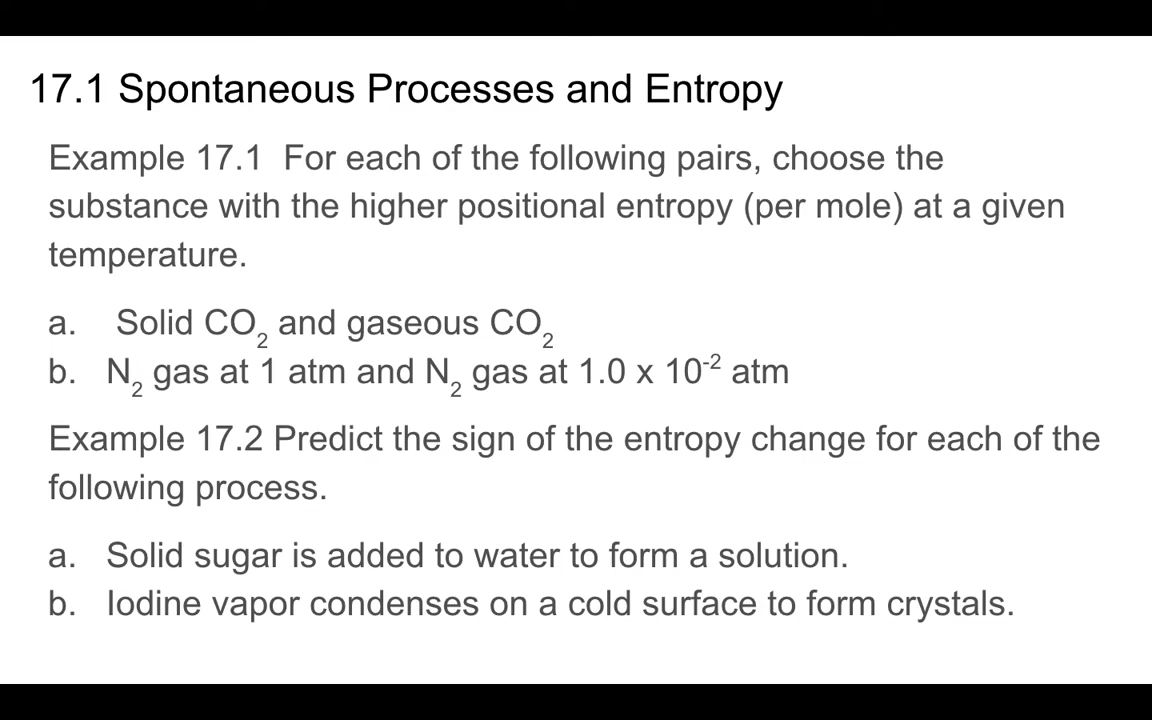 17.1 Spontaneous Processes and Entropy
Example 17.1  For each of the following pairs, choose the
substance with the higher positional entropy (per mole) at a given
temperature.
a. Solid CO₂ and gaseous CO₂
b. N₂ gas at 1 atm and N₂ gas at 1.0 x 10⁻² atm
Example 17.2 Predict the sign of the entropy change for each of the
following process.
a. Solid sugar is added to water to form a solution.
b. Iodine vapor condenses on a cold surface to form crystals.